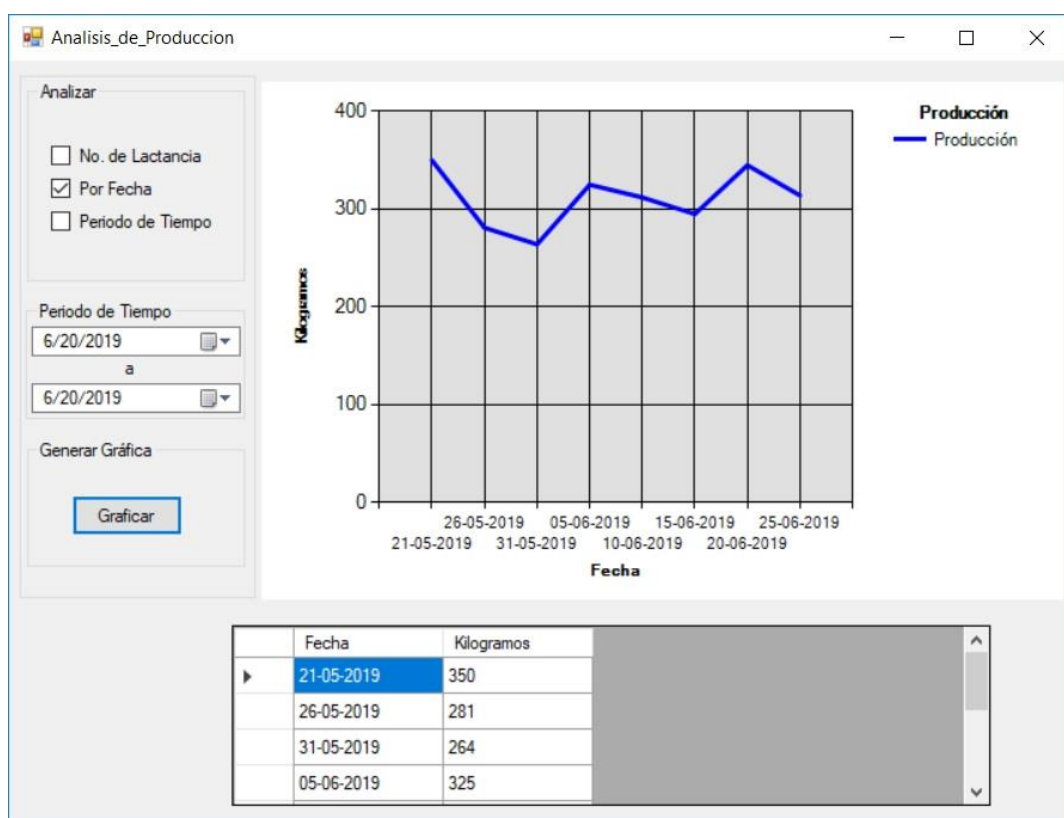 Analisis_de_Produccion
Analizar
No. de Lactancia
Por Fecha
Periodo de Tiempo
Periodo de Tiempo
6/20/2019
a
6/20/2019
Generar Gráfica
Graficar
400
300
200
100
0
Kilogramos
26-05-2019 05-06-2019 15-06-2019 25-06-2019
21-05-2019 31-05-2019 10-06-2019 20-06-2019
Fecha
Producción
Producción
Fecha Kilogramos
21-05-2019 350
26-05-2019 281
31-05-2019 264
05-06-2019 325